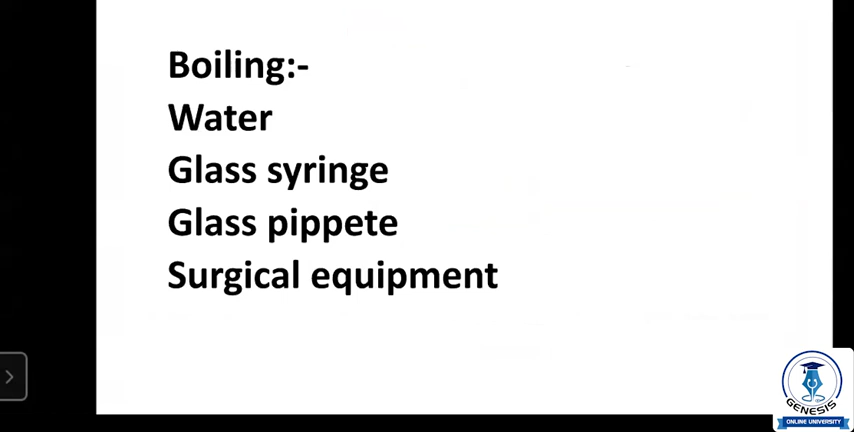 Boiling:-
Water
Glass syringe
Glass pippete
Surgical equipment
GENESIS
ONLINE UNIVERSITY